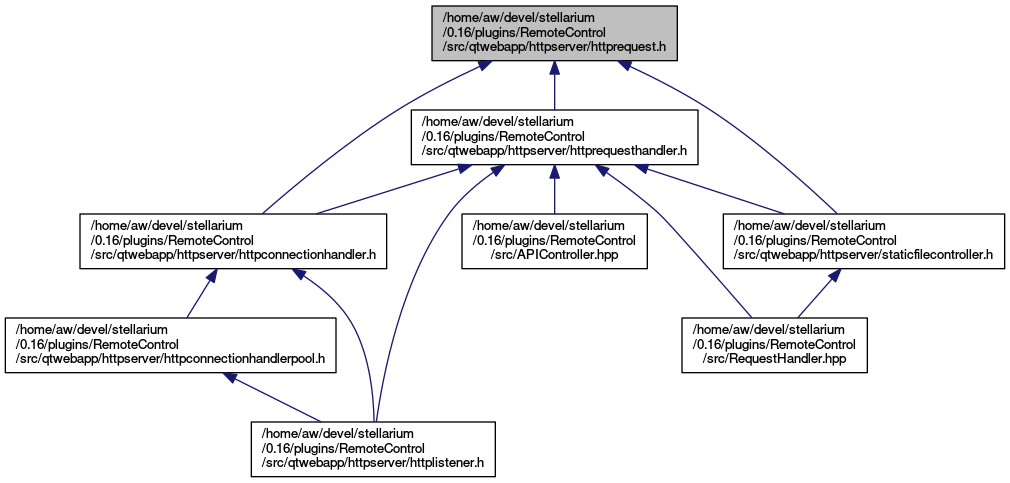 /home/aw/devel/stellarium
/0.16/plugins/RemoteControl
/src/qtwebapp/httpserver/httprequest.h
/home/aw/devel/stellarium
/0.16/plugins/RemoteControl
/src/qtwebapp/httpserver/httprequesthandler.h
/home/aw/devel/stellarium
/0.16/plugins/RemoteControl
/src/qtwebapp/httpserver/httpconnectionhandler.h
/home/aw/devel/stellarium
/0.16/plugins/RemoteControl
/src/APIController.hpp
/home/aw/devel/stellarium
/0.16/plugins/RemoteControl
/src/qtwebapp/httpserver/staticfilecontroller.h
/home/aw/devel/stellarium
/0.16/plugins/RemoteControl
/src/qtwebapp/httpserver/httpconnectionhandlerpool.h
/home/aw/devel/stellarium
/0.16/plugins/RemoteControl
/src/RequestHandler.hpp
/home/aw/devel/stellarium
/0.16/plugins/RemoteControl
/src/qtwebapp/httpserver/httplistener.h